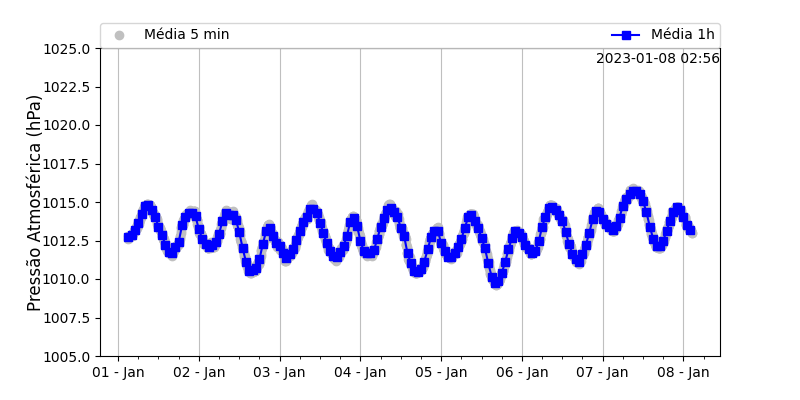 Média 5 min
Média 1h
2023-01-08 02:56
Pressão Atmosférica (hPa)
1025.0
1022.5
1020.0
1017.5
1015.0
1012.5
1010.0
1007.5
1005.0
01 - Jan
02 - Jan
03 - Jan
04 - Jan
05 - Jan
06 - Jan
07 - Jan
08 - Jan